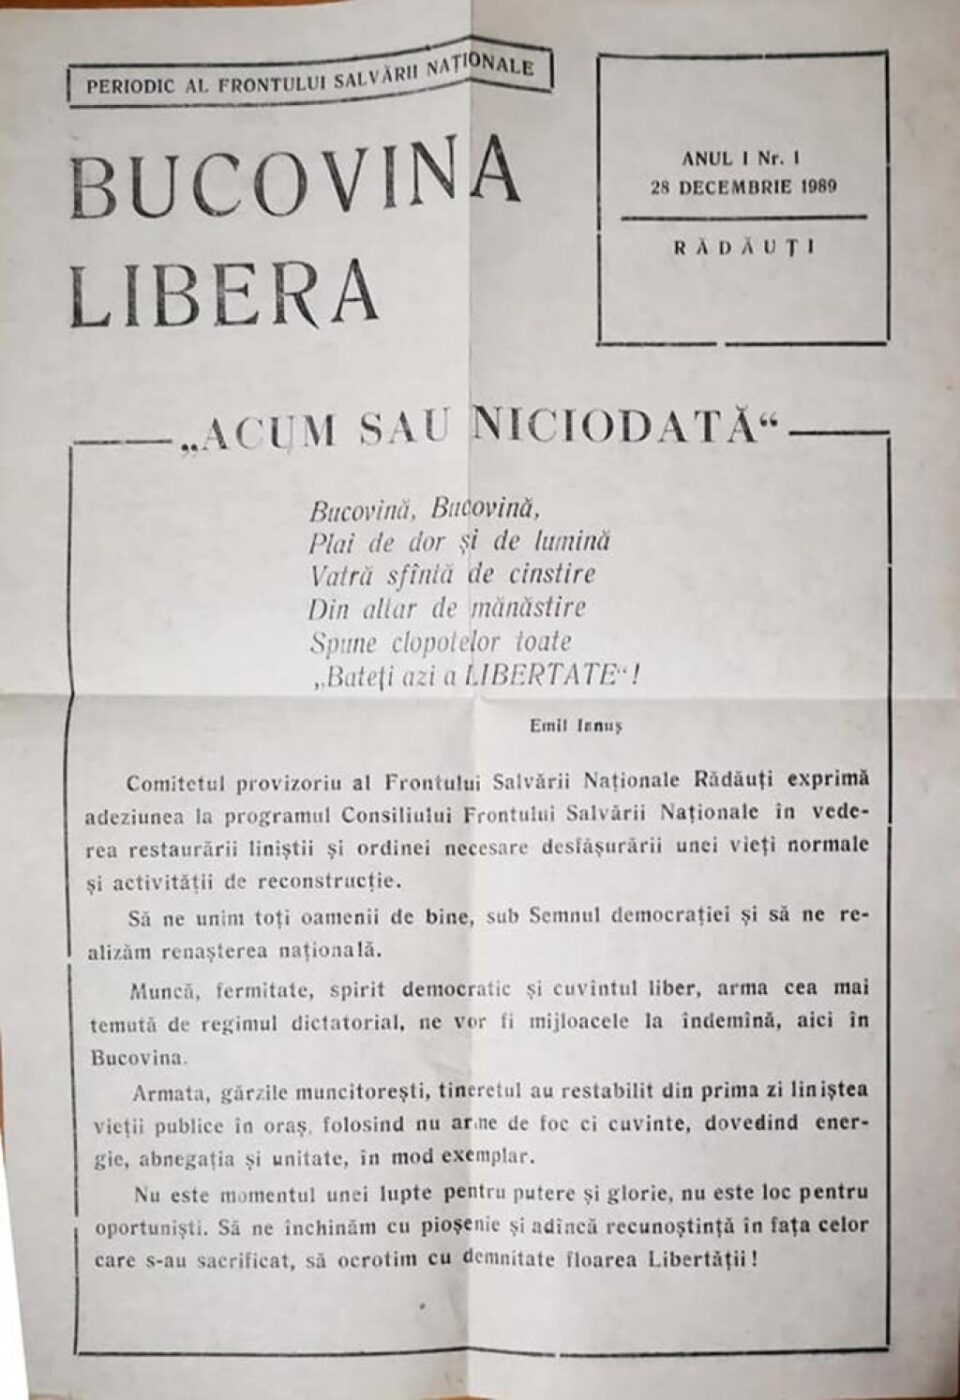 PERIODIC AL FRONTULUI SALVĂRII NAȚIONALE
BUCOVINA
LIBERA
ANUL I Nr. 1
28 DECEMBRIE 1989
RĂDĂUȚI
„ACUM SAU NICIODATĂ“
Bucovină, Bucovină,
Plai de dor și de lumină
Vatră sfîntă de cinstire
Din altar de mănăstire
Spune clopotelor toate
„Bateți azi a LIBERTATE“!
Emil Ianuș
Comitetul provizoriu al Frontului Salvării Naționale Rădăuți exprimă
adeziunea la programul Consiliului Frontului Salvării Naționale în vede-
rea restaurării liniștii și ordinei necesare desfășurării unei vieți normale
și activității de reconstrucție.
Să ne unim toți oamenii de bine, sub Semnul democrației și să ne re-
alizăm renașterea națională.
Muncă, fermitate, spirit democratic și cuvintul liber, arma cea mai
temută de regimul dictatorial, ne vor fi mijloacele la îndemînă, aici în
Bucovina.
Armata, gărzile muncitorești, tineretul au restabilit din prima zi liniștea
vieții publice în oraș, folosind nu arme de foc ci cuvinte, dovedind ener-
gie, abnegația și unitate, în mod exemplar.
Nu este momentul unei lupte pentru putere și glorie, nu este loc pentru
oportuniști. Să ne închinăm cu pioșenie și adîncă recunoștință în fața celor
care s-au sacrificat, să ocrotim cu demnitate floarea Libertății !